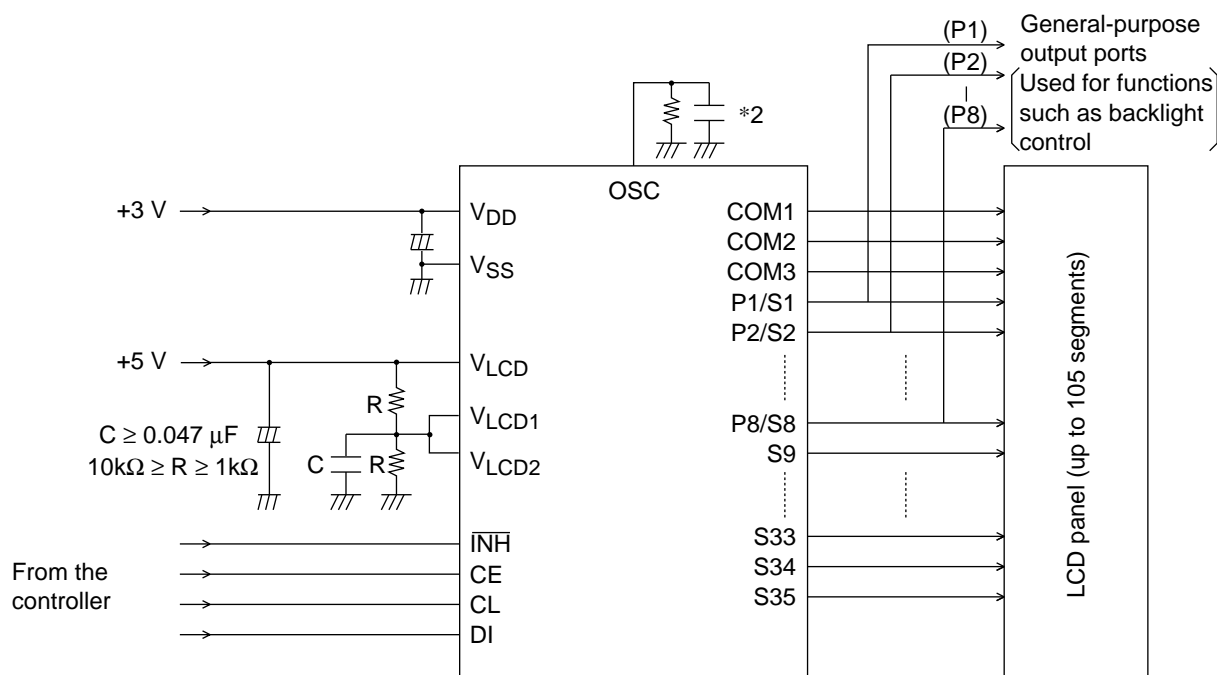 (P1)
General-purpose
output ports
(P2)
Used for functions
such as backlight
control
(P8)
*2
OSC
+3 V
VDD
VSS
+5 V
VLCD
R
VLCD1
C ≥ 0.047 μF
10kΩ ≥ R ≥ 1kΩ
C
R
VLCD2
From the
controller
INH
CE
CL
DI
COM1
COM2
COM3
P1/S1
P2/S2
P8/S8
S9
S33
S34
S35
LCD panel (up to 105 segments)